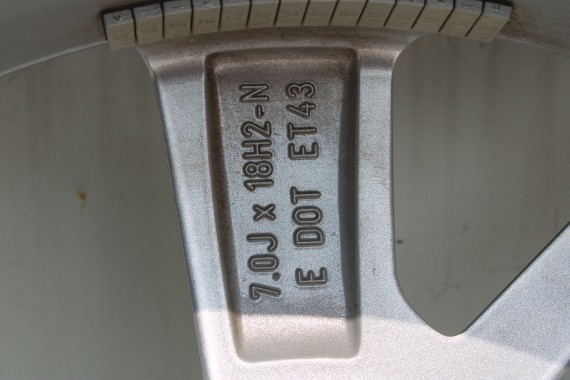 7.0J x 18H2-N
E DOT ET43